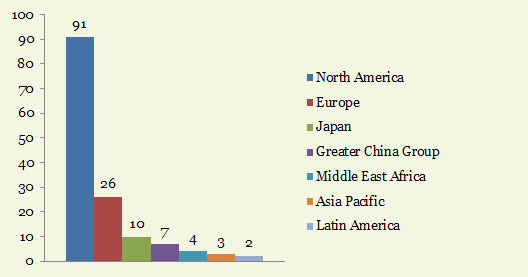 100
90
80
70
60
50
40
30
20
10
0
91
26
10
7
4
3
2
North America
Europe
Japan
Greater China Group
Middle East Africa
Asia Pacific
Latin America